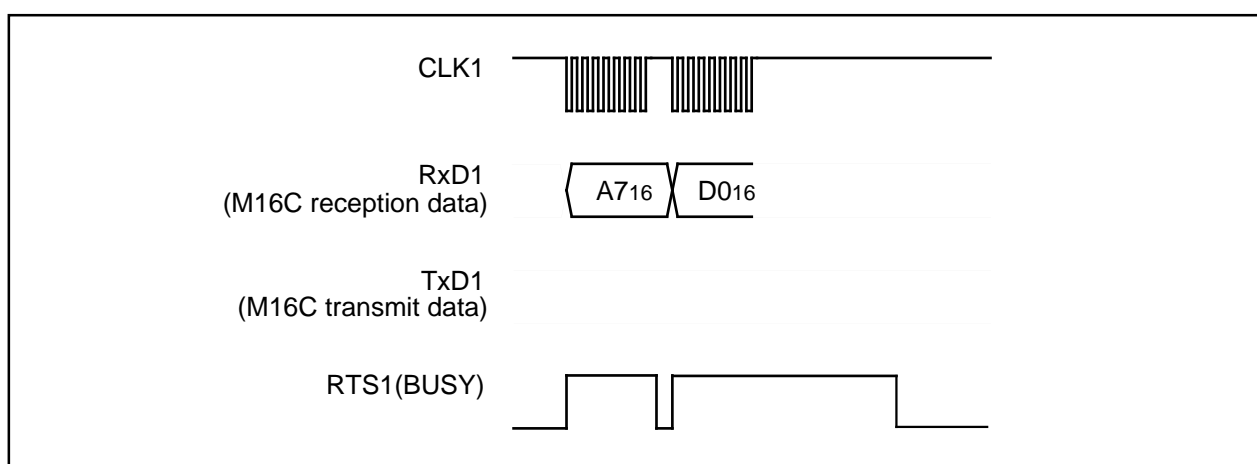 CLK1
RxD1
(M16C reception data)
A716
D016
TxD1
(M16C transmit data)
RTS1(BUSY)